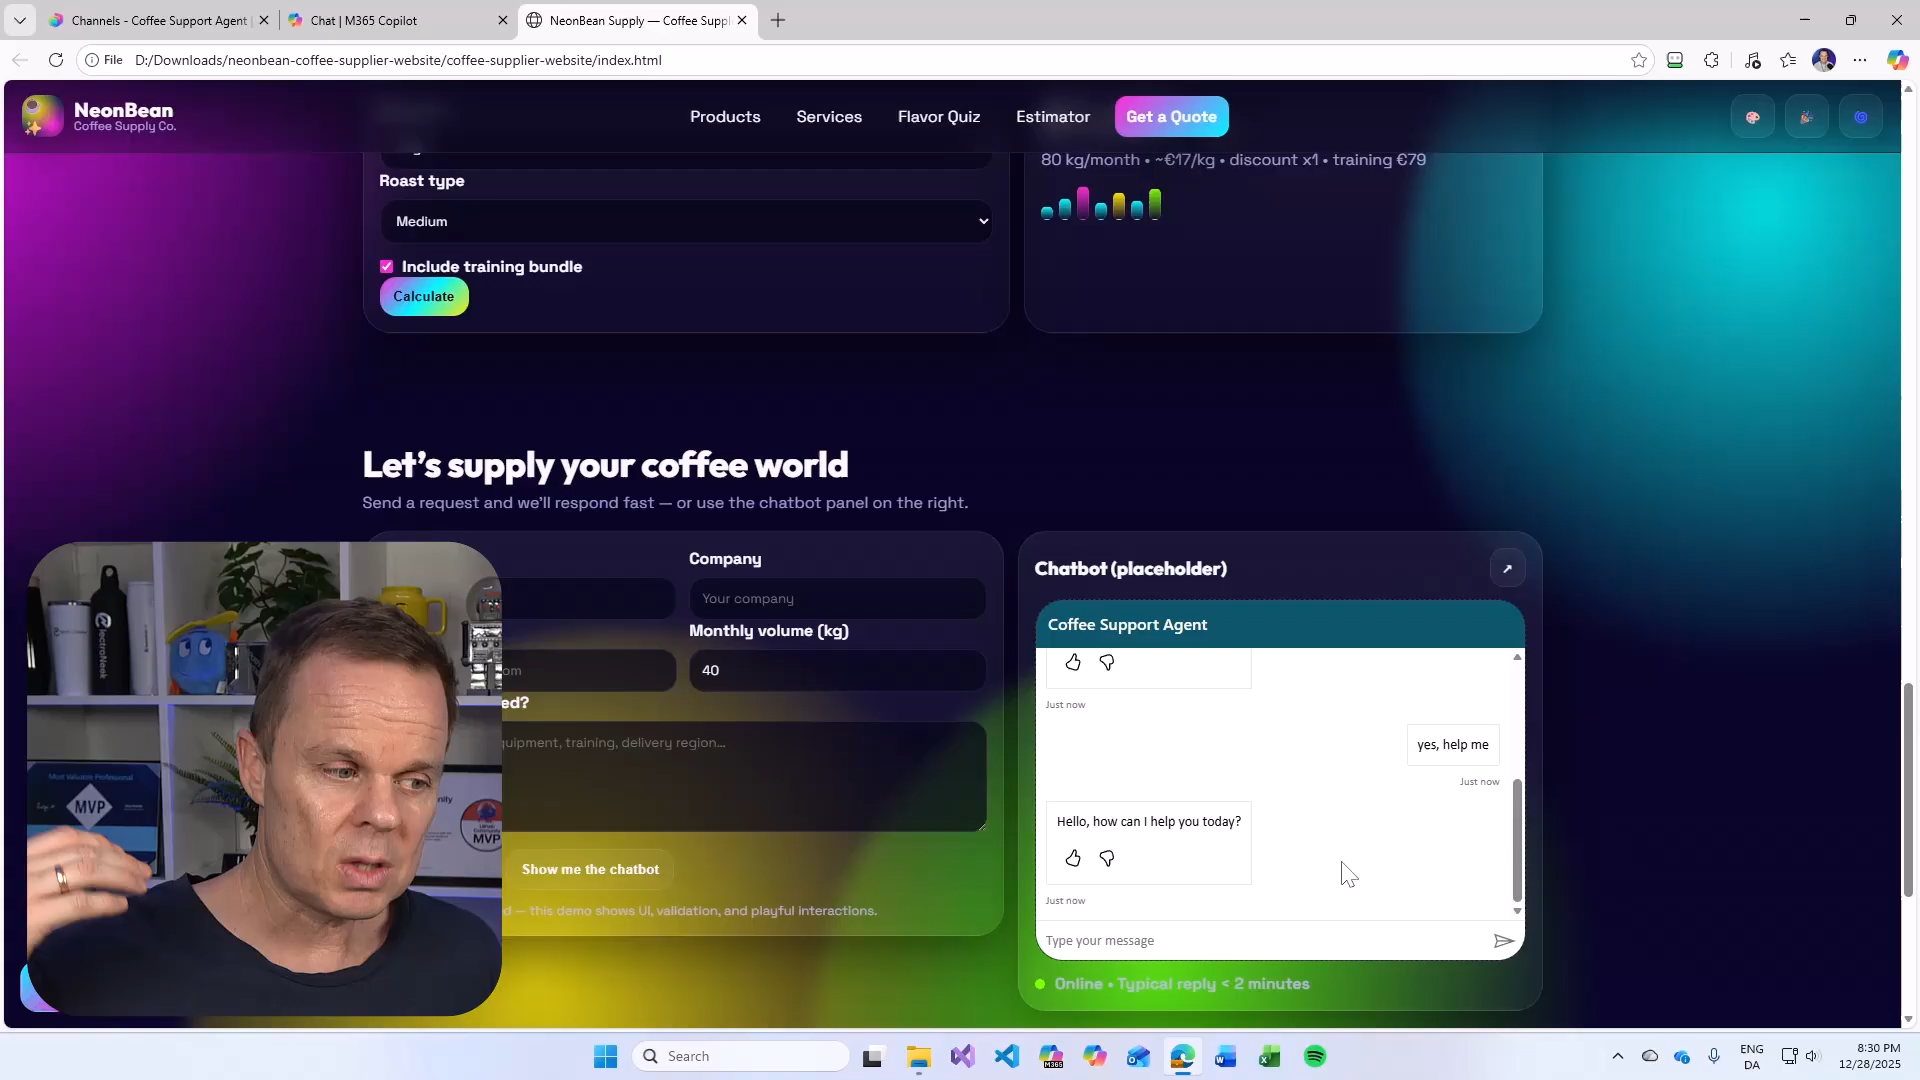 Channels - Coffee Support Agent
Chat | M365 Copilot
NeonBean Supply — Coffee Suppl
File
D:/Downloads/neonbean-coffee-supplier-website/coffee-supplier-website/index.html
NeonBean
Coffee Supply Co.
Products
Services
Flavor Quiz
Estimator
Get a Quote
80 kg/month • ~€17/kg • discount x1 • training €79
Roast type
Medium
Include training bundle
Calculate
Let's supply your coffee world
Send a request and we'll respond fast — or use the chatbot panel on the right.
Company
Your company
Monthly volume (kg)
om
40
ed?
quipment, training, delivery region...
Show me the chatbot
d — this demo shows UI, validation, and playful interactions.
Chatbot (placeholder)
Coffee Support Agent
Just now
yes, help me
Just now
Hello, how can I help you today?
Just now
Type your message
Online • Typical reply < 2 minutes
Most Valuable Professional
MVP
MVP
Search
M365
ENG
DA
8:30 PM
12/28/2025